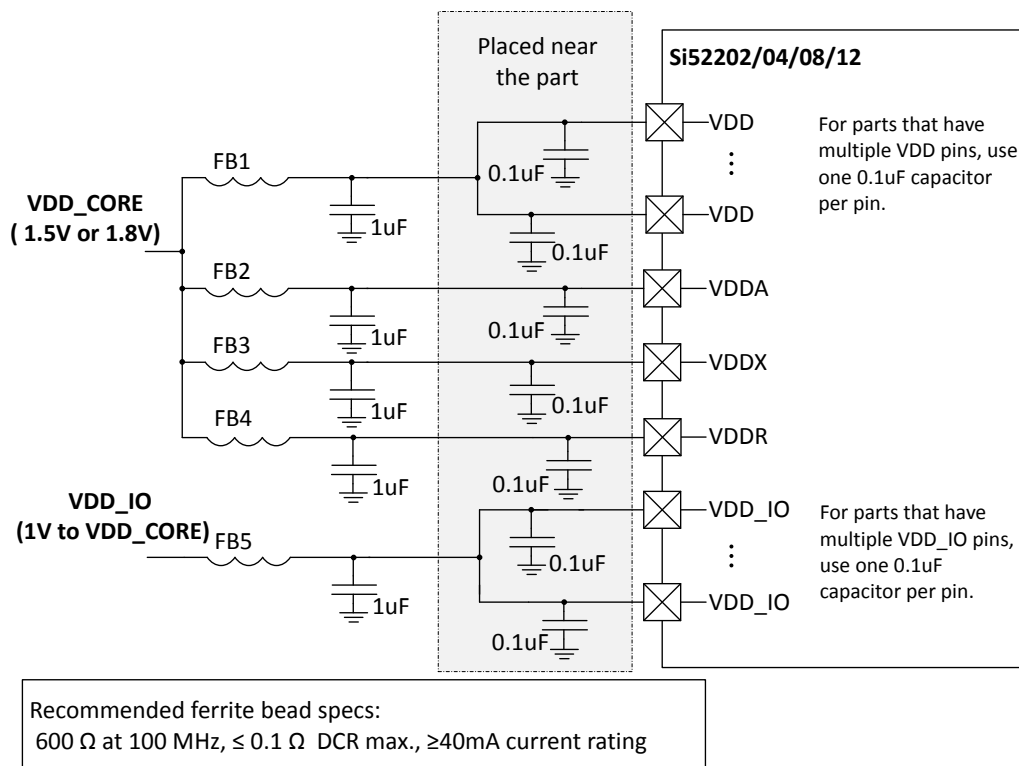 Placed near
the part
Si52202/04/08/12
VDD
For parts that have
multiple VDD pins, use
one 0.1uF capacitor
per pin.
FB1
0.1uF
VDD_CORE
( 1.5V or 1.8V)
1uF
VDD
0.1uF
FB2
VDDA
1uF
0.1uF
FB3
VDDX
1uF
0.1uF
FB4
VDDR
1uF
0.1uF
VDD_IO
(1V to VDD_CORE)
VDD_IO
For parts that have
multiple VDD_IO pins,
use one 0.1uF
capacitor per pin.
FB5
0.1uF
1uF
VDD_IO
0.1uF
Recommended ferrite bead specs:
600 Ω at 100 MHz, ≤ 0.1 Ω DCR max., ≥40mA current rating